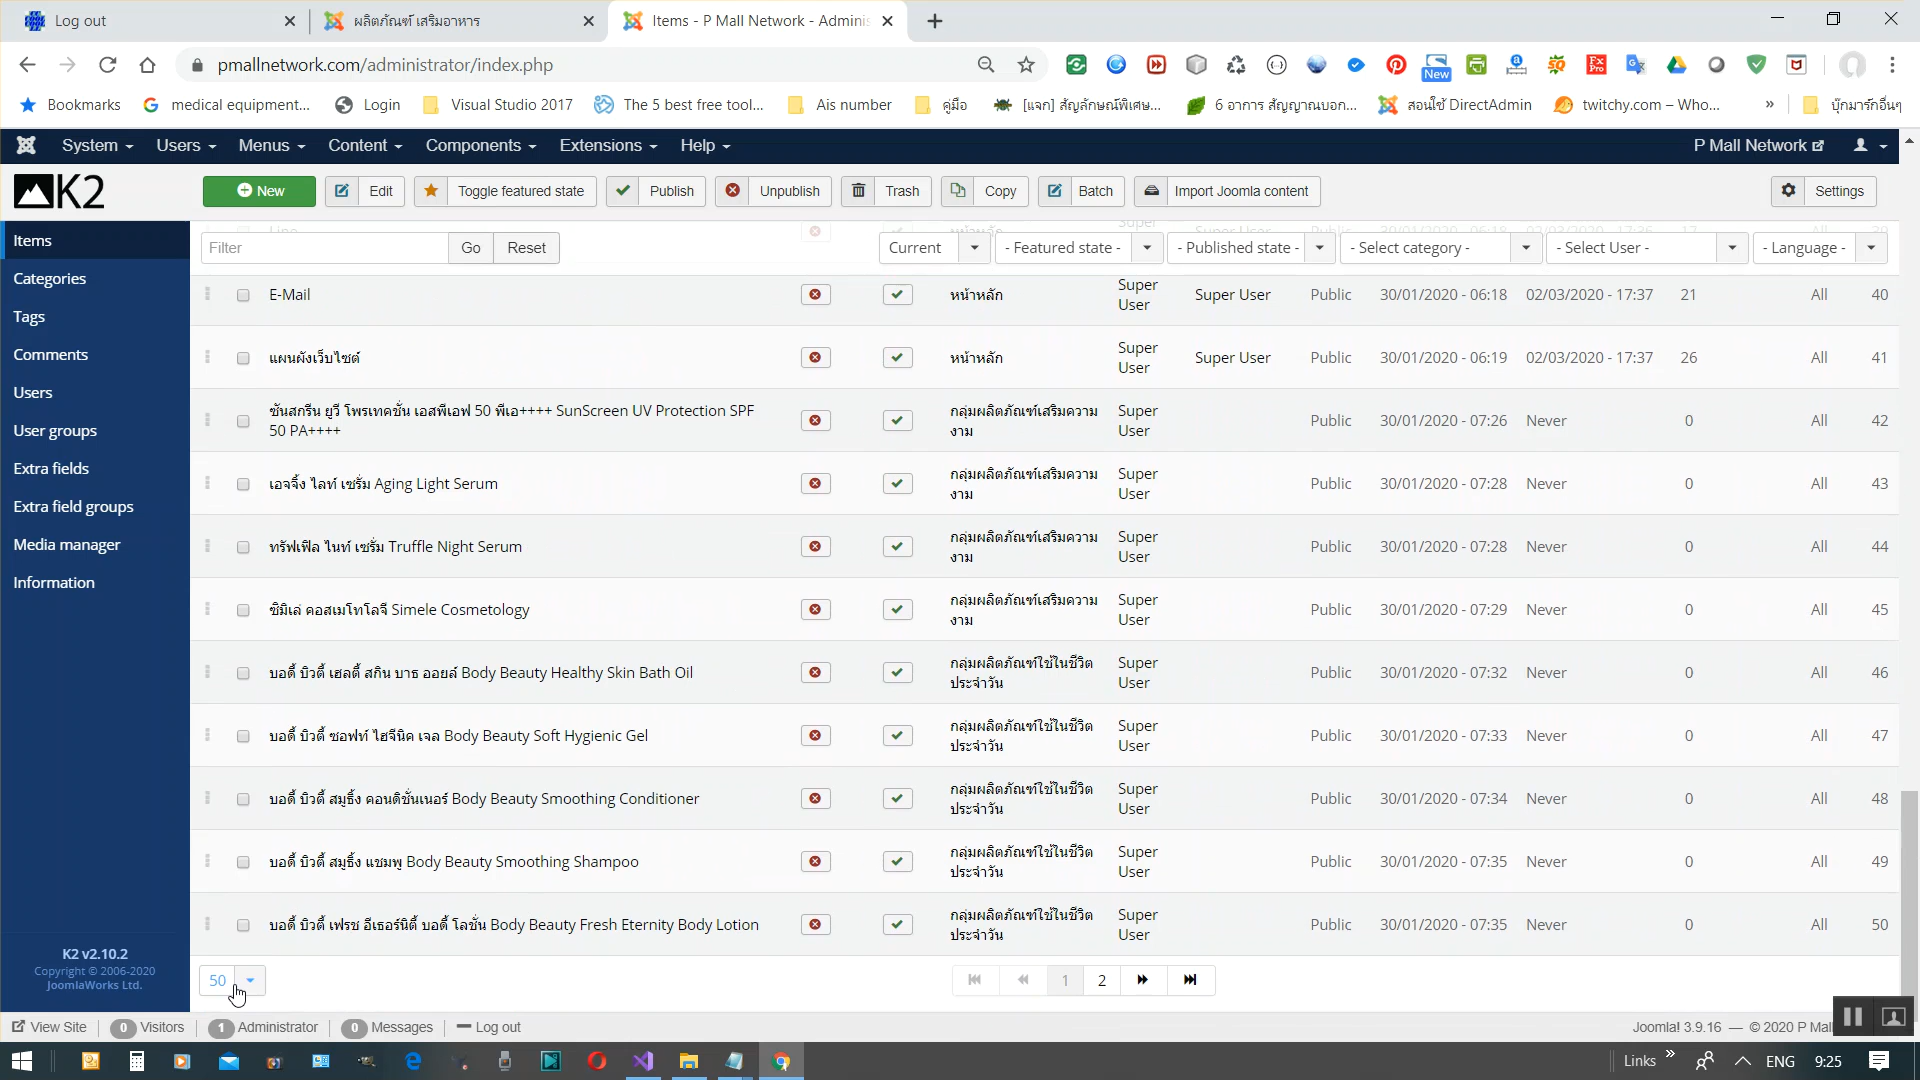 Log out
ผลิตภัณฑ์ เสริมอาหาร
Items - P Mall Network - Adminis
pmallnetwork.com/administrator/index.php
New
Bookmarks
medical equipment...
Login
Visual Studio 2017
The 5 best free tool...
Ais number
คู่มือ
[แจก] สัญลักษณ์พิเศษ...
6 อาการ สัญญาณบอก...
สอนใช้ DirectAdmin
twitchy.com – Who...
»
บุ๊กมาร์กอื่นๆ
System
Users
Menus
Content
Components
Extensions
Help
P Mall Network
K2
New
Edit
Toggle featured state
Publish
Unpublish
Trash
Copy
Batch
Import Joomla content
Settings
Items
Categories
Tags
Comments
Users
User groups
Extra fields
Extra field groups
Media manager
Information
Filter
Go
Reset
Current
- Featured state -
- Published state -
- Select category -
- Select User -
- Language -
E-Mail หน้าหลัก Super User Super User Public 30/01/2020 - 06:18 02/03/2020 - 17:37 21 All 40
แผนผังเว็บไซต์ หน้าหลัก Super User Super User Public 30/01/2020 - 06:19 02/03/2020 - 17:37 26 All 41
ซันสกรีน ยูวี โพรเทคชั่น เอสพีเอฟ 50 พีเอ++++ SunScreen UV Protection SPF 50 PA++++ กลุ่มผลิตภัณฑ์เสริมความงาม Super User Public 30/01/2020 - 07:26 Never 0 All 42
เอจจิ้ง ไลท์ เซรั่ม Aging Light Serum กลุ่มผลิตภัณฑ์เสริมความงาม Super User Public 30/01/2020 - 07:28 Never 0 All 43
ทรัฟเฟิล ไนท์ เซรั่ม Truffle Night Serum กลุ่มผลิตภัณฑ์เสริมความงาม Super User Public 30/01/2020 - 07:28 Never 0 All 44
ซิมิเล่ คอสเมโทโลจี Simele Cosmetology กลุ่มผลิตภัณฑ์เสริมความงาม Super User Public 30/01/2020 - 07:29 Never 0 All 45
บอดี้ บิวตี้ เฮลตี้ สกิน บาธ ออยล์ Body Beauty Healthy Skin Bath Oil กลุ่มผลิตภัณฑ์ใช้ในชีวิตประจำวัน Super User Public 30/01/2020 - 07:32 Never 0 All 46
บอดี้ บิวตี้ ซอฟท์ ไฮจีนิค เจล Body Beauty Soft Hygienic Gel กลุ่มผลิตภัณฑ์ใช้ในชีวิตประจำวัน Super User Public 30/01/2020 - 07:33 Never 0 All 47
บอดี้ บิวตี้ สมูธิ้ง คอนดิชั่นเนอร์ Body Beauty Smoothing Conditioner กลุ่มผลิตภัณฑ์ใช้ในชีวิตประจำวัน Super User Public 30/01/2020 - 07:34 Never 0 All 48
บอดี้ บิวตี้ สมูธิ้ง แชมพู Body Beauty Smoothing Shampoo กลุ่มผลิตภัณฑ์ใช้ในชีวิตประจำวัน Super User Public 30/01/2020 - 07:35 Never 0 All 49
บอดี้ บิวตี้ เฟรช อีเธอร์นิตี้ บอดี้ โลชั่น Body Beauty Fresh Eternity Body Lotion กลุ่มผลิตภัณฑ์ใช้ในชีวิตประจำวัน Super User Public 30/01/2020 - 07:35 Never 0 All 50
K2 v2.10.2
Copyright © 2006-2020
JoomlaWorks Ltd.
50
1 2
View Site
0 Visitors
1 Administrator
0 Messages
Log out
Joomla! 3.9.16 — © 2020 P Mal
Links »
ENG
9:25